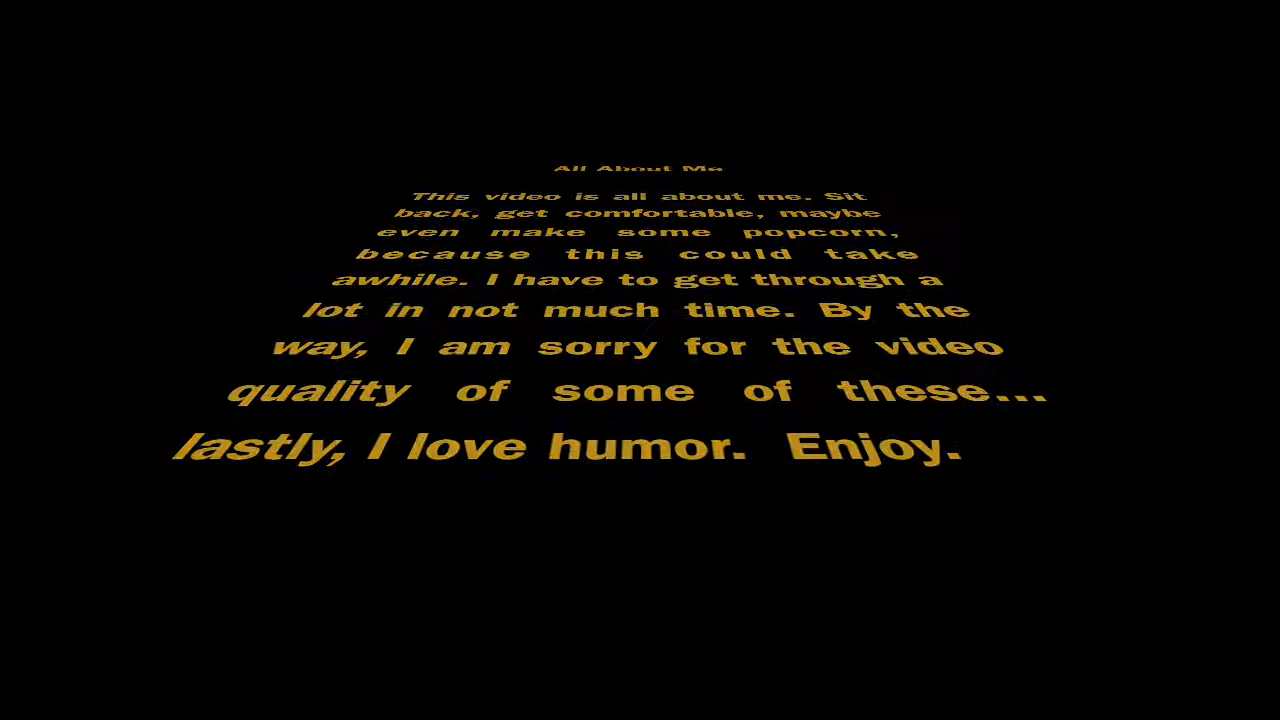 All About Me
This video is all about me. Sit
back, get comfortable, maybe
even make some popcorn,
because this could take
awhile. I have to get through a
lot in not much time. By the
way, I am sorry for the video
quality of some of these...
lastly, I love humor. Enjoy.